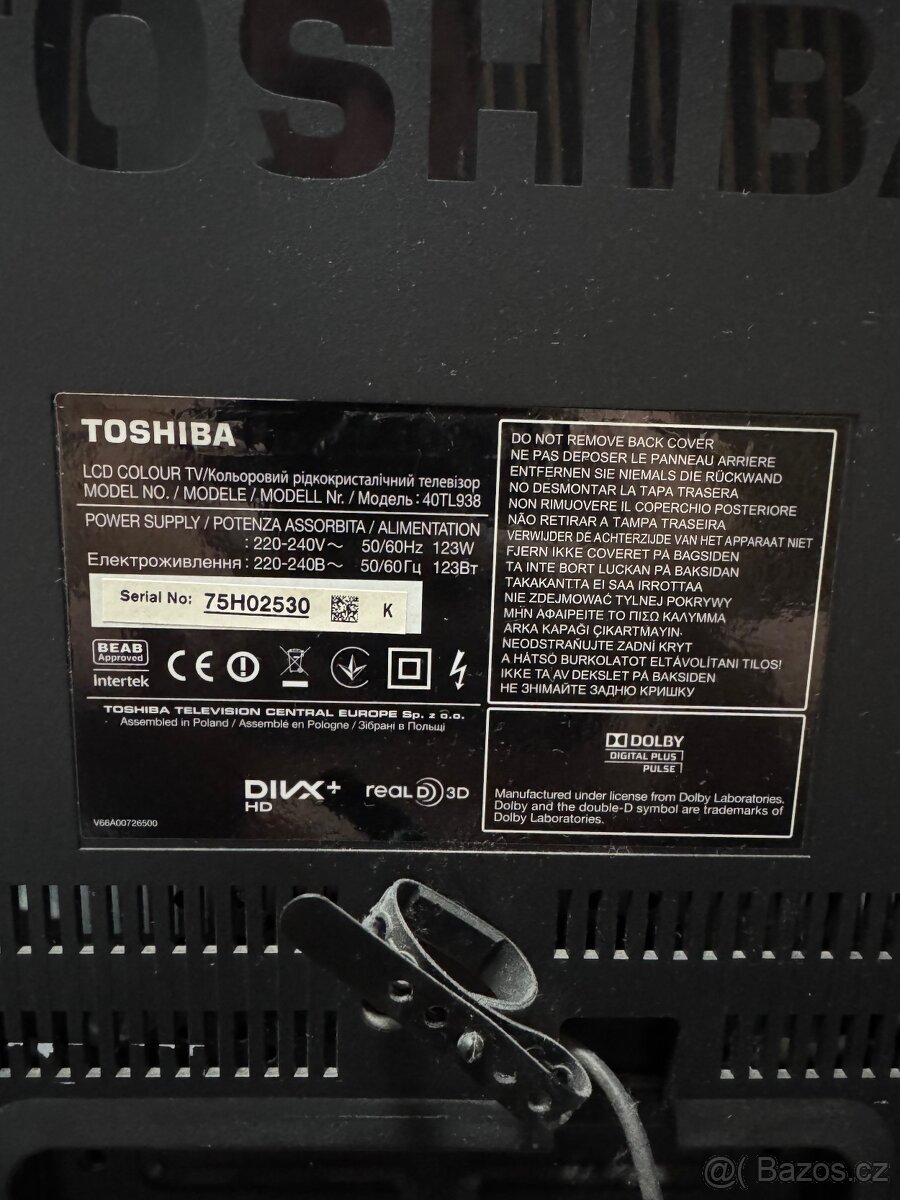 TOSHIBA
TOSHIBA
LCD COLOUR TV/Кольоровий рідкокристалічний телевізор
MODEL NO. / MODELE / MODELL Nr. / Модель: 40TL938
POWER SUPPLY / POTENZA ASSORBITA / ALIMENTATION
: 220-240V～ 50/60Hz 123W
Електроживлення : 220-240В～ 50/60Гц 123Вт
Serial No: 75H02530 K
BEAB
Approved
Intertek
CE
TOSHIBA TELEVISION CENTRAL EUROPE Sp. z o.o.
Assembled in Poland / Assemblé en Pologne / Зібрані в Польщі
DIVX+
HD
REALD 3D
V66A00726500
DO NOT REMOVE BACK COVER
NE PAS DEPOSER LE PANNEAU ARRIERE
ENTFERNEN SIE NIEMALS DIE RÜCKWAND
NO DESMONTAR LA TAPA TRASERA
NON RIMUOVERE IL COPERCHIO POSTERIORE
NÃO RETIRAR A TAMPA TRASEIRA
VERWIJDER DE ACHTERZIJDE VAN HET APPARAAT NIET
FJERN IKKE COVERET PÅ BAGSIDEN
TA INTE BORT LUCKAN PÅ BAKSIDAN
TAKAKANTTA EI SAA IRROTTAA
NIE ZDEJMOWAĆ TYLNEJ POKRYWY
ΜΗΝ ΑΦΑΙΡΕΙΤΕ ΤΟ ΠΙΣΩ ΚΑΛΥΜΜΑ
ARKA KAPAĞI ÇIKARTMAYIN.
NEODSTRAŇUJTE ZADNÍ KRYT
A HÁTSÓ BURKOLATOT ELTÁVOLÍTANI TILOS!
IKKE TA AV DEKSLET PÅ BAKSIDEN
НЕ ЗНІМАЙТЕ ЗАДНЮ КРИШКУ
DOLBY
DIGITAL PLUS
PULSE
Manufactured under license from Dolby Laboratories.
Dolby and the double-D symbol are trademarks of
Dolby Laboratories.
@( Bazoš.cz